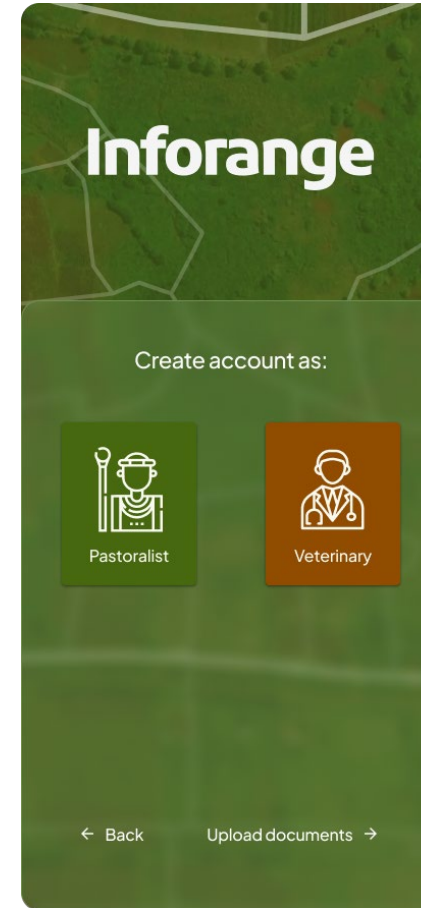 Inforange
Create account as:
Pastoralist Veterinary
← Back Upload documents →